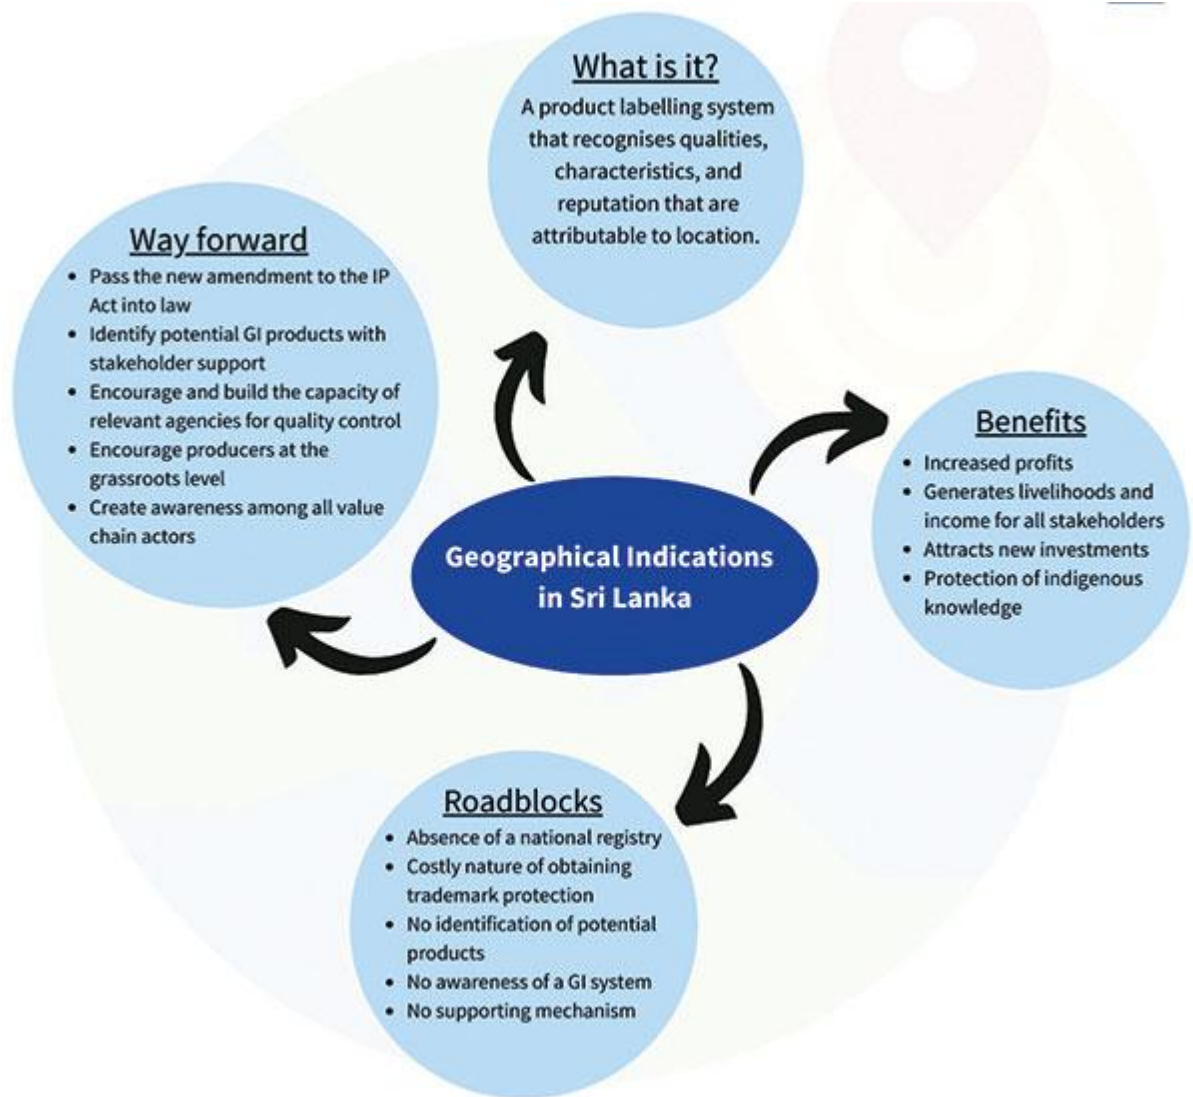 What is it?
A product labelling system
that recognises qualities,
characteristics, and
reputation that are
attributable to location.
Way forward
• Pass the new amendment to the IP
Act into law
• Identify potential GI products with
stakeholder support
• Encourage and build the capacity of
relevant agencies for quality control
• Encourage producers at the
grassroots level
• Create awareness among all value
chain actors
Benefits
• Increased profits
• Generates livelihoods and
income for all stakeholders
• Attracts new investments
• Protection of indigenous
knowledge
Geographical Indications
in Sri Lanka
Roadblocks
• Absence of a national registry
• Costly nature of obtaining
trademark protection
• No identification of potential
products
• No awareness of a GI system
• No supporting mechanism